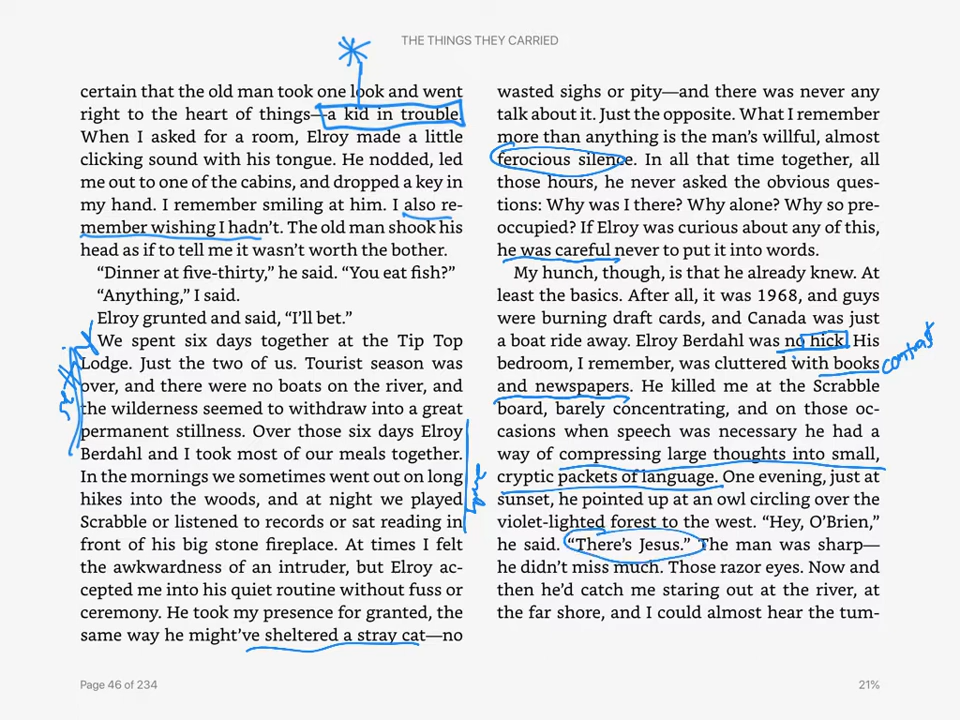 THE THINGS THEY CARRIED
certain that the old man took one look and went
right to the heart of things—a kid in trouble.
When I asked for a room, Elroy made a little
clicking sound with his tongue. He nodded, led
me out to one of the cabins, and dropped a key in
my hand. I remember smiling at him. I also re-
member wishing I hadn't. The old man shook his
head as if to tell me it wasn't worth the bother.
“Dinner at five-thirty,” he said. “You eat fish?”
“Anything,” I said.
Elroy grunted and said, “I'll bet.”
We spent six days together at the Tip Top
Lodge. Just the two of us. Tourist season was
over, and there were no boats on the river, and
the wilderness seemed to withdraw into a great
permanent stillness. Over those six days Elroy
Berdahl and I took most of our meals together.
In the mornings we sometimes went out on long
hikes into the woods, and at night we played
Scrabble or listened to records or sat reading in
front of his big stone fireplace. At times I felt
the awkwardness of an intruder, but Elroy ac-
cepted me into his quiet routine without fuss or
ceremony. He took my presence for granted, the
same way he might've sheltered a stray cat—no
setting
wasted sighs or pity—and there was never any
talk about it. Just the opposite. What I remember
more than anything is the man's willful, almost
ferocious silence. In all that time together, all
those hours, he never asked the obvious ques-
tions: Why was I there? Why alone? Why so pre-
occupied? If Elroy was curious about any of this,
he was careful never to put it into words.
My hunch, though, is that he already knew. At
least the basics. After all, it was 1968, and guys
were burning draft cards, and Canada was just
a boat ride away. Elroy Berdahl was no hick. His
bedroom, I remember, was cluttered with books
and newspapers. He killed me at the Scrabble
board, barely concentrating, and on those oc-
casions when speech was necessary he had a
way of compressing large thoughts into small,
cryptic packets of language. One evening, just at
sunset, he pointed up at an owl circling over the
violet-lighted forest to the west. “Hey, O'Brien,”
he said. “There's Jesus.” The man was sharp—
he didn't miss much. Those razor eyes. Now and
then he'd catch me staring out at the river, at
the far shore, and I could almost hear the tum-
contrast
Page 46 of 234
21%